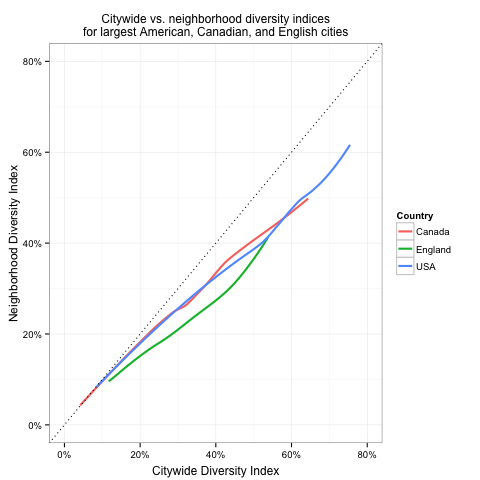 Citywide vs. neighborhood diversity indices
for largest American, Canadian, and English cities
80%
60%
40%
20%
0%
Neighborhood Diversity Index
0%
20%
40%
60%
80%
Citywide Diversity Index
Country
Canada
England
USA